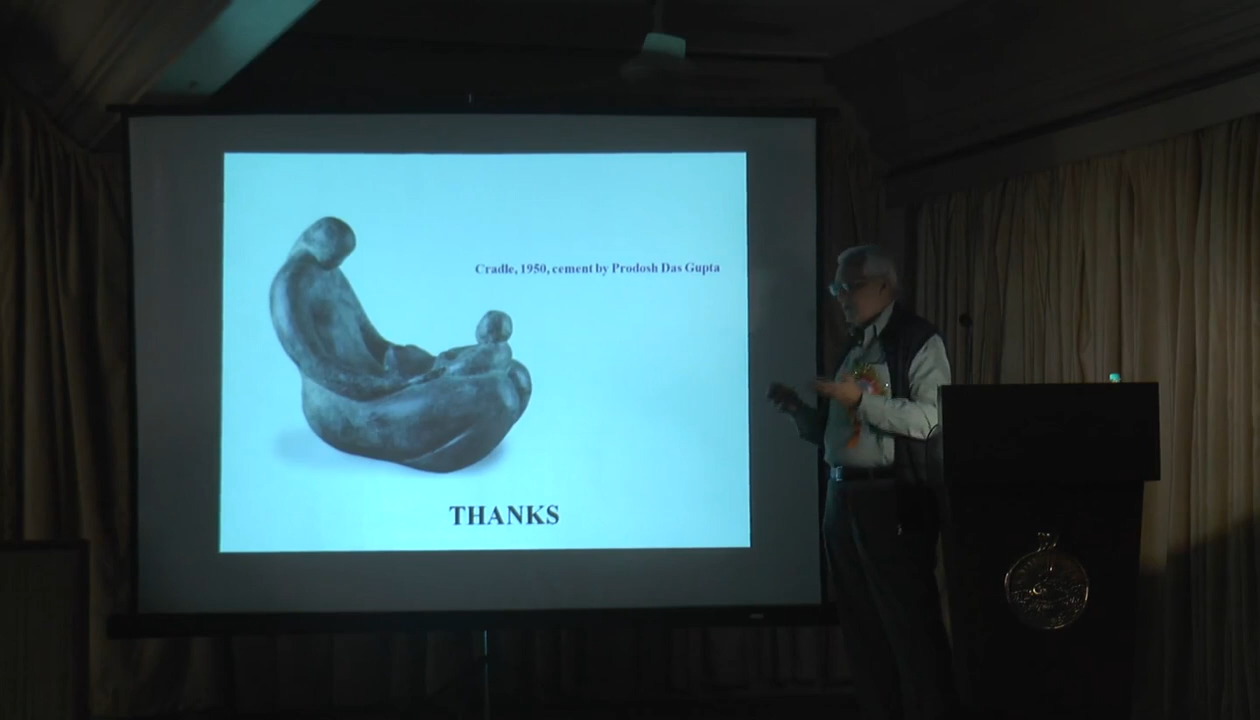 Cradle, 1950, cement by Prodosh Das Gupta
THANKS